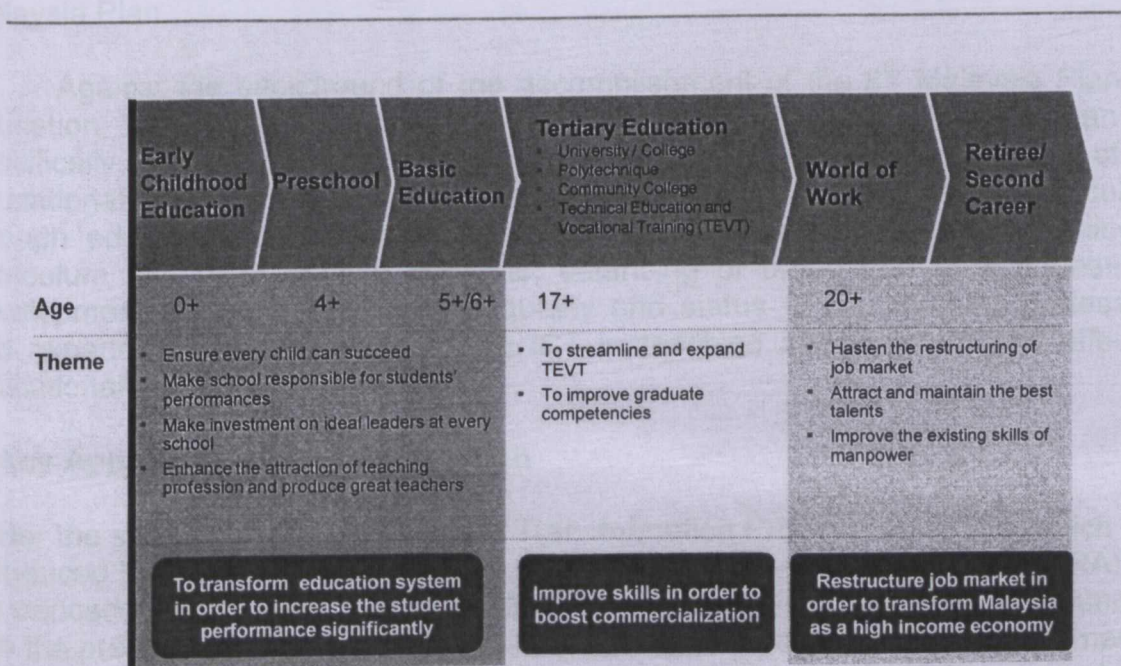 Early
Childhood
Education
Preschool
Basic
Education
Tertiary Education
▪ University / College
▪ Polytechnique
▪ Community College
▪ Technical Education and
Vocational Training (TEVT)
World of
Work
Retiree/
Second
Career
Age
0+
4+
5+/6+
17+
20+
Theme
▪ Ensure every child can succeed
▪ Make school responsible for students'
performances
▪ Make investment on ideal leaders at every
school
▪ Enhance the attraction of teaching
profession and produce great teachers
▪ To streamline and expand
TEVT
▪ To improve graduate
competencies
▪ Hasten the restructuring of
job market
▪ Attract and maintain the best
talents
▪ Improve the existing skills of
manpower
To transform education system
in order to increase the student
performance significantly
Improve skills in order to
boost commercialization
Restructure job market in
order to transform Malaysia
as a high income economy